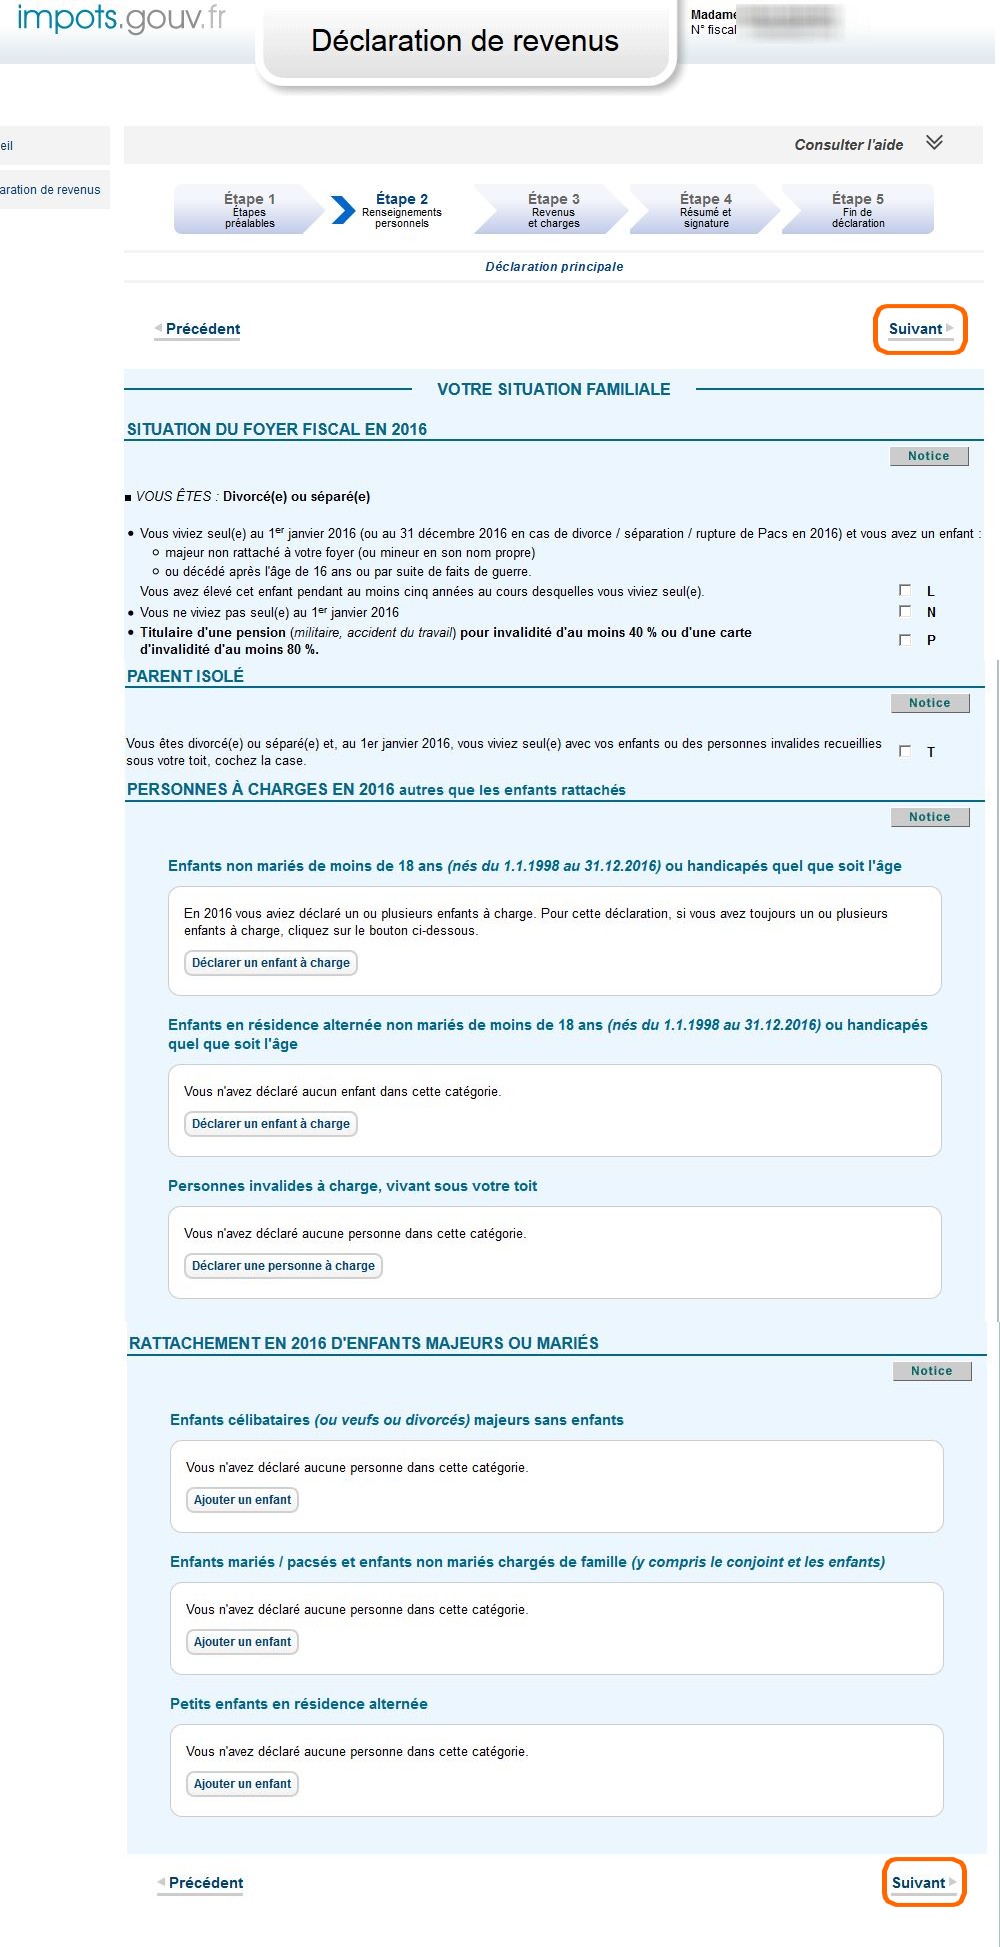 impots.gouv.fr
Déclaration de revenus
Madame
N° fiscal
eil
Consulter l'aide
aration de revenus
Étape 1
Étapes
préalables
Étape 2
Renseignements
personnels
Étape 3
Revenus
et charges
Étape 4
Résumé et
signature
Étape 5
Fin de
déclaration
Déclaration principale
Précédent
Suivant
VOTRE SITUATION FAMILIALE
SITUATION DU FOYER FISCAL EN 2016
Notice
VOUS ÊTES : Divorcé(e) ou séparé(e)
Vous viviez seul(e) au 1er janvier 2016 (ou au 31 décembre 2016 en cas de divorce / séparation / rupture de Pacs en 2016) et vous avez un enfant :
majeur non rattaché à votre foyer (ou mineur en son nom propre)
ou décédé après l'âge de 16 ans ou par suite de faits de guerre.
Vous avez élevé cet enfant pendant au moins cinq années au cours desquelles vous viviez seul(e). L
Vous ne viviez pas seul(e) au 1er janvier 2016 N
Titulaire d'une pension (militaire, accident du travail) pour invalidité d'au moins 40 % ou d'une carte
d'invalidité d'au moins 80 %. P
PARENT ISOLÉ
Notice
Vous êtes divorcé(e) ou séparé(e) et, au 1er janvier 2016, vous viviez seul(e) avec vos enfants ou des personnes invalides recueillies
sous votre toit, cochez la case. T
PERSONNES À CHARGES EN 2016 autres que les enfants rattachés
Notice
Enfants non mariés de moins de 18 ans (nés du 1.1.1998 au 31.12.2016) ou handicapés quel que soit l'âge
En 2016 vous aviez déclaré un ou plusieurs enfants à charge. Pour cette déclaration, si vous avez toujours un ou plusieurs
enfants à charge, cliquez sur le bouton ci-dessous.
Déclarer un enfant à charge
Enfants en résidence alternée non mariés de moins de 18 ans (nés du 1.1.1998 au 31.12.2016) ou handicapés
quel que soit l'âge
Vous n'avez déclaré aucun enfant dans cette catégorie.
Déclarer un enfant à charge
Personnes invalides à charge, vivant sous votre toit
Vous n'avez déclaré aucune personne dans cette catégorie.
Déclarer une personne à charge
RATTACHEMENT EN 2016 D'ENFANTS MAJEURS OU MARIÉS
Notice
Enfants célibataires (ou veufs ou divorcés) majeurs sans enfants
Vous n'avez déclaré aucune personne dans cette catégorie.
Ajouter un enfant
Enfants mariés / pacsés et enfants non mariés chargés de famille (y compris le conjoint et les enfants)
Vous n'avez déclaré aucune personne dans cette catégorie.
Ajouter un enfant
Petits enfants en résidence alternée
Vous n'avez déclaré aucune personne dans cette catégorie.
Ajouter un enfant
Précédent
Suivant